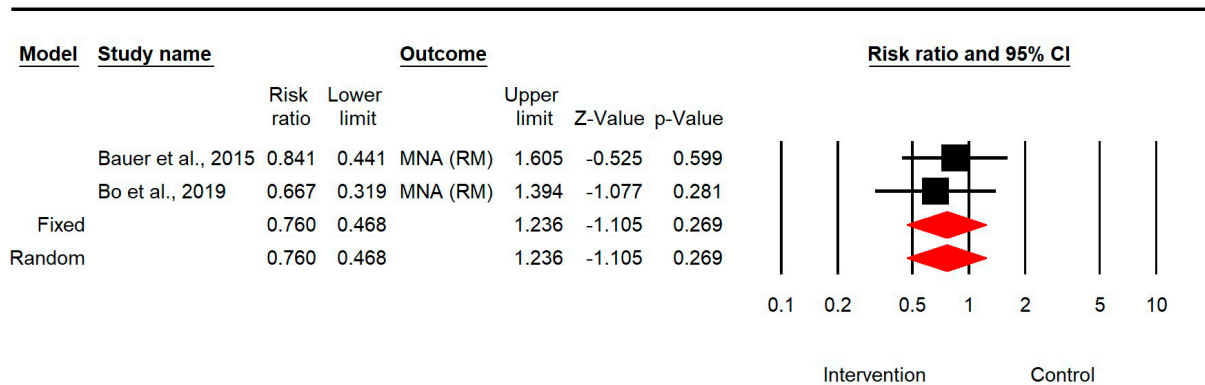 Model Study name Outcome Risk ratio and 95% CI
Risk Lower Upper
ratio limit limit Z-Value p-Value
Bauer et al., 2015 0.841 0.441 MNA (RM) 1.605 -0.525 0.599
Bo et al., 2019 0.667 0.319 MNA (RM) 1.394 -1.077 0.281
Fixed 0.760 0.468 1.236 -1.105 0.269
Random 0.760 0.468 1.236 -1.105 0.269
0.1 0.2 0.5 1 2 5 10
Intervention Control